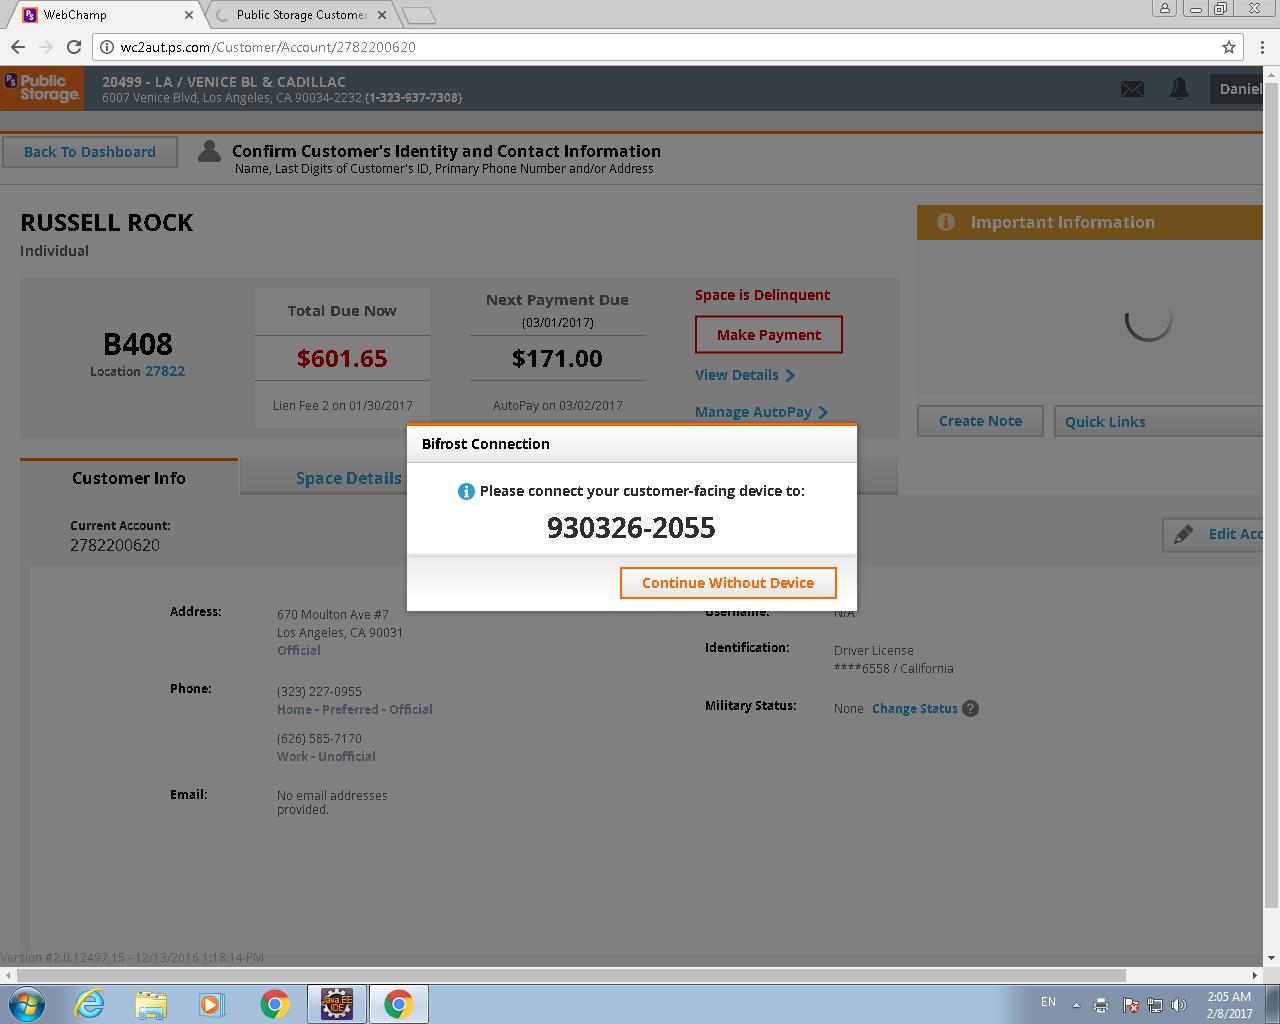 WebChamp
Public Storage Customer
wc2aut.ps.com/Customer/Account/2782200620
Public Storage.
20499 - LA / VENICE BL & CADILLAC
6007 Venice Blvd, Los Angeles, CA 90034-2232 (1-323-937-7308)
Daniel
Back To Dashboard
Confirm Customer's Identity and Contact Information
Name, Last Digits of Customer's ID, Primary Phone Number and/or Address
RUSSELL ROCK
Individual
Important Information
B408
Location 27822
Total Due Now
$601.65
Lien Fee 2 on 01/30/2017
Next Payment Due
(03/01/2017)
$171.00
AutoPay on 03/02/2017
Space is Delinquent
Make Payment
View Details
Manage AutoPay
Create Note
Quick Links
Bifrost Connection
Please connect your customer-facing device to:
930326-2055
Continue Without Device
Customer Info
Space Details
Current Account:
2782200620
Edit Acc
Address:
670 Moulton Ave #7
Los Angeles, CA 90031
Official
Phone:
(323) 227-0955
Home - Preferred - Official
(626) 585-7170
Work - Unofficial
Email:
No email addresses
provided.
Username:
N/A
Identification:
Driver License
****6558 / California
Military Status:
None Change Status
Version #2.0.12497.15 - 12/13/2016 1:18:14 PM
Java EE
IDE
EN
2:05 AM
2/8/2017